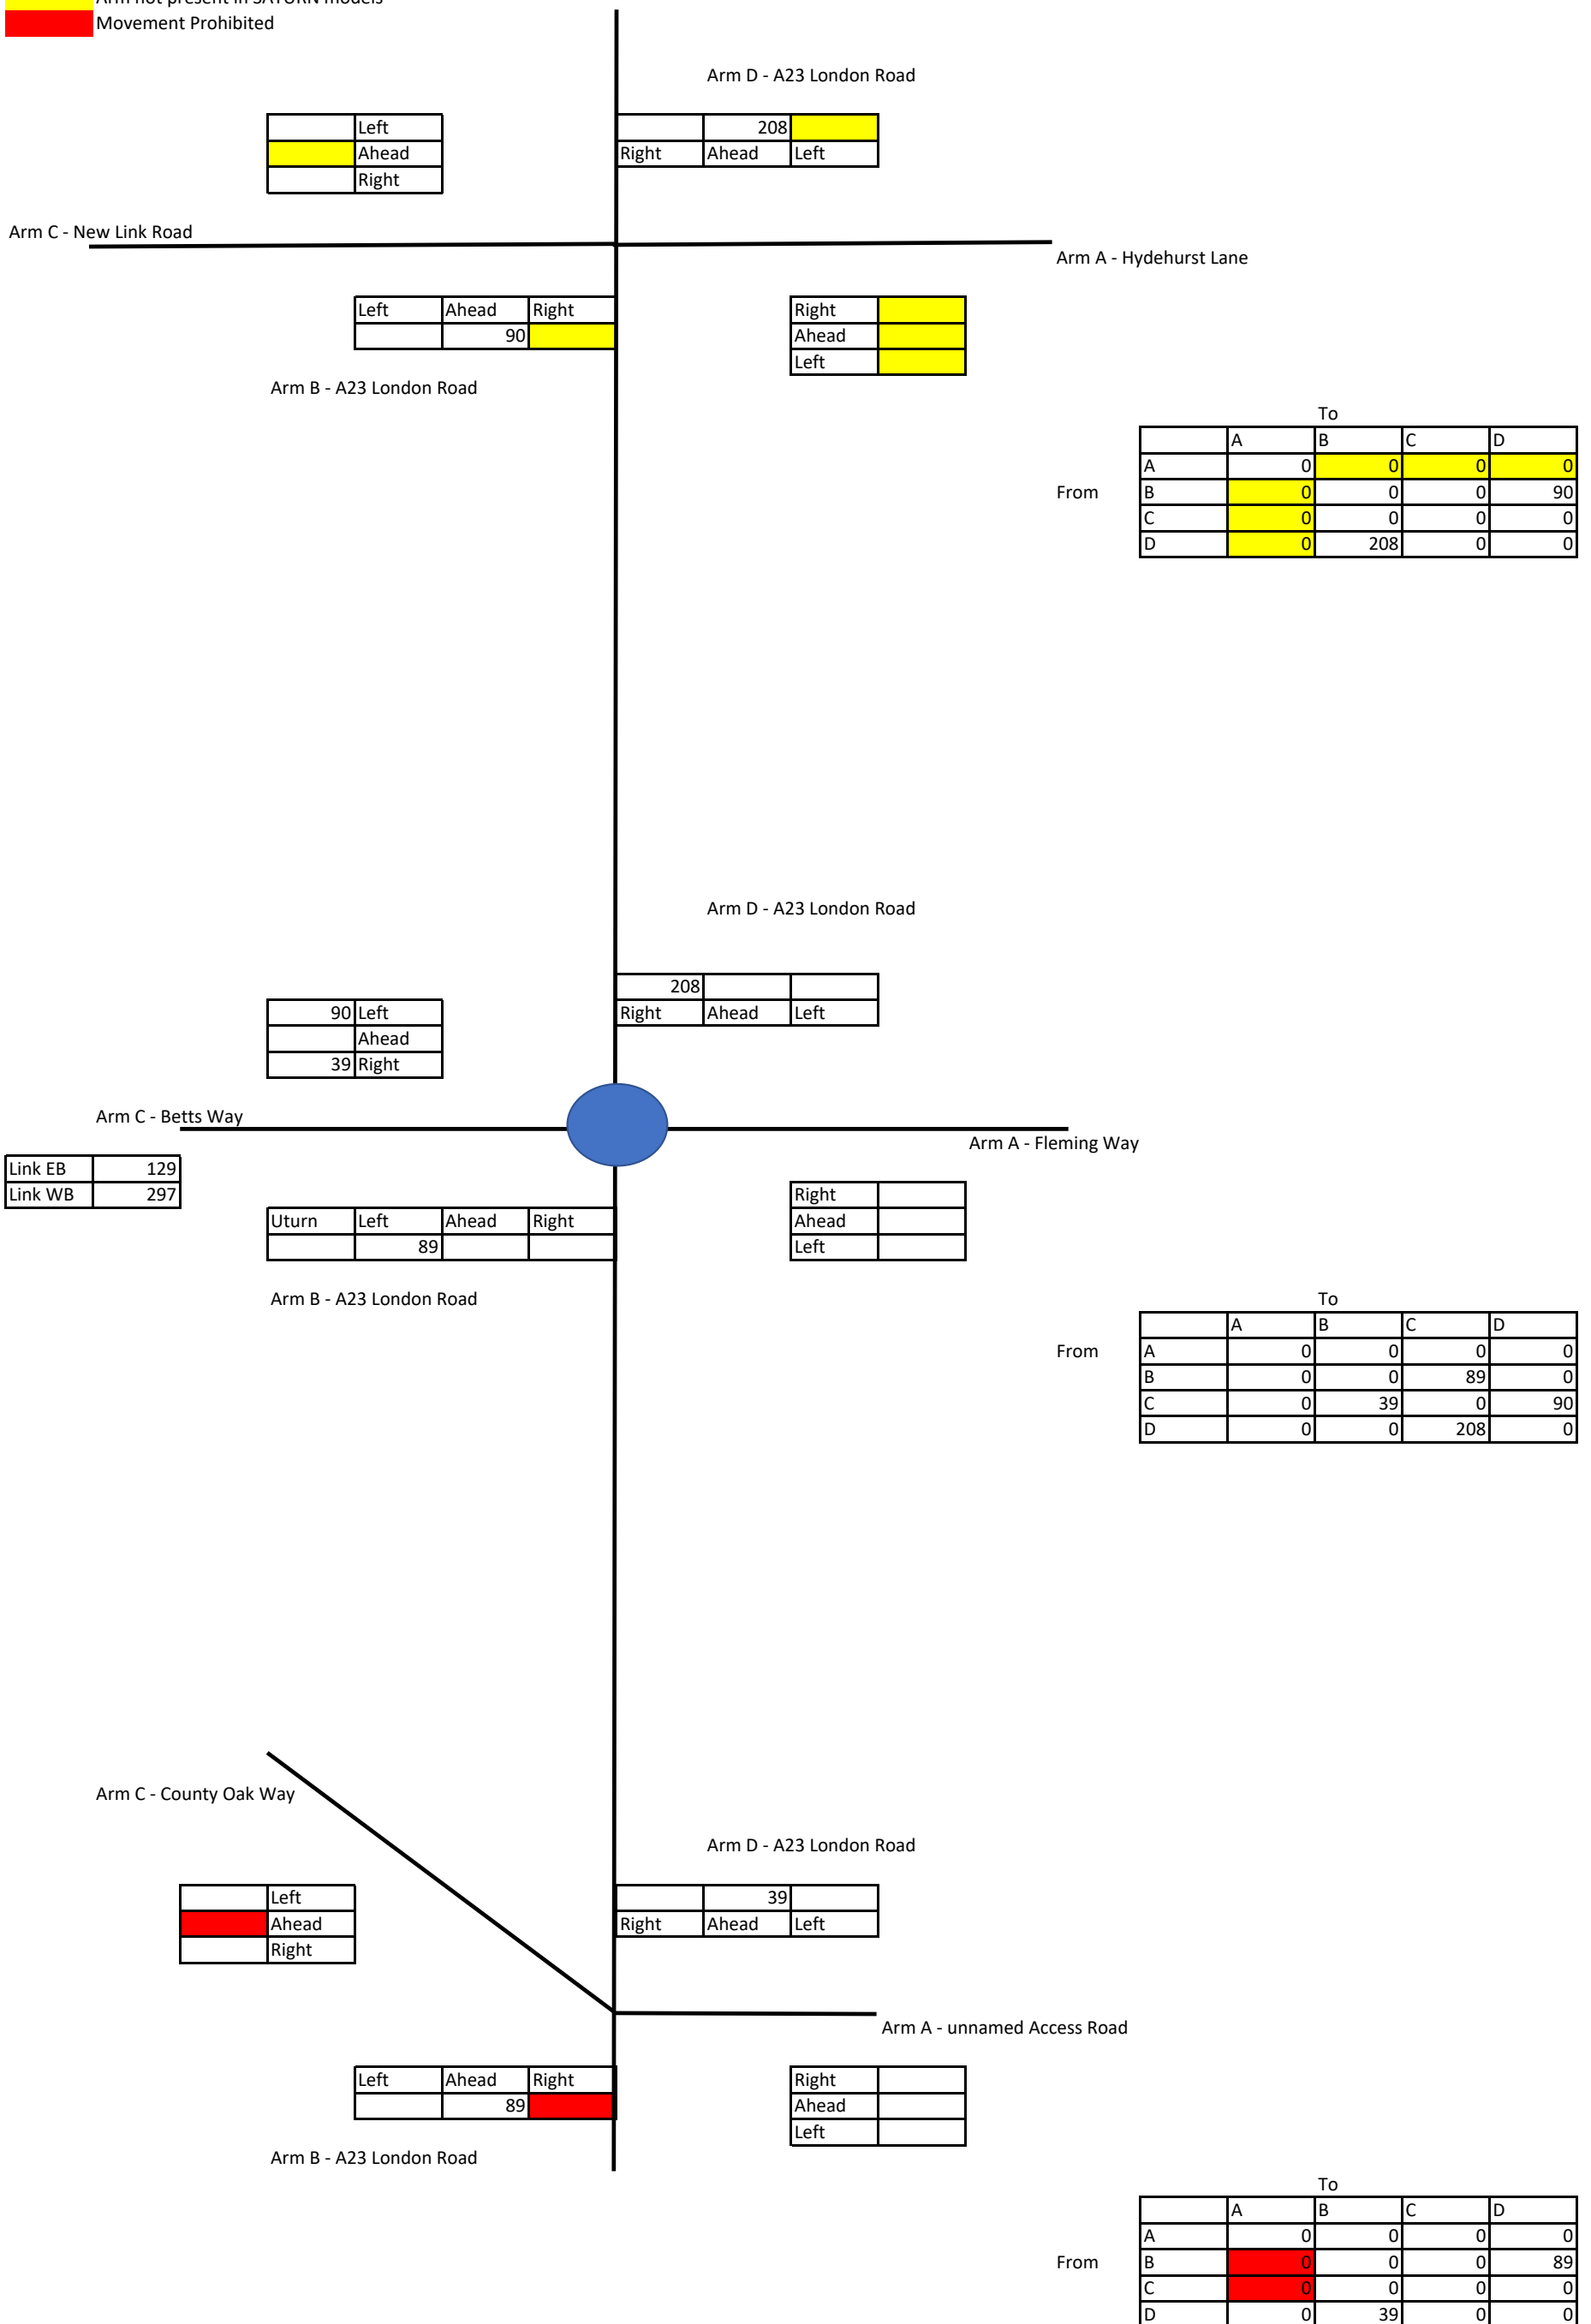 Arm not present in SATURN models
Movement Prohibited
Arm D - A23 London Road
Left
Ahead
Right
208
Right Ahead Left
Arm C - New Link Road
Arm A - Hydehurst Lane
Left Ahead Right
90
Right
Ahead
Left
Arm B - A23 London Road
To
A B C D
A 0 0 0 0
From B 0 0 0 90
C 0 0 0 0
D 0 208 0 0
Arm D - A23 London Road
208
Right Ahead Left
90 Left
Ahead
39 Right
Arm C - Betts Way
Arm A - Fleming Way
Link EB 129
Link WB 297
Uturn Left Ahead Right
89
Right
Ahead
Left
Arm B - A23 London Road
To
A B C D
From A 0 0 0 0
B 0 0 89 0
C 0 39 0 90
D 0 0 208 0
Arm C - County Oak Way
Arm D - A23 London Road
Left
Ahead
Right
39
Right Ahead Left
Arm A - unnamed Access Road
Left Ahead Right
89
Right
Ahead
Left
Arm B - A23 London Road
To
A B C D
A 0 0 0 0
From B 0 0 0 89
C 0 0 0 0
D 0 39 0 0